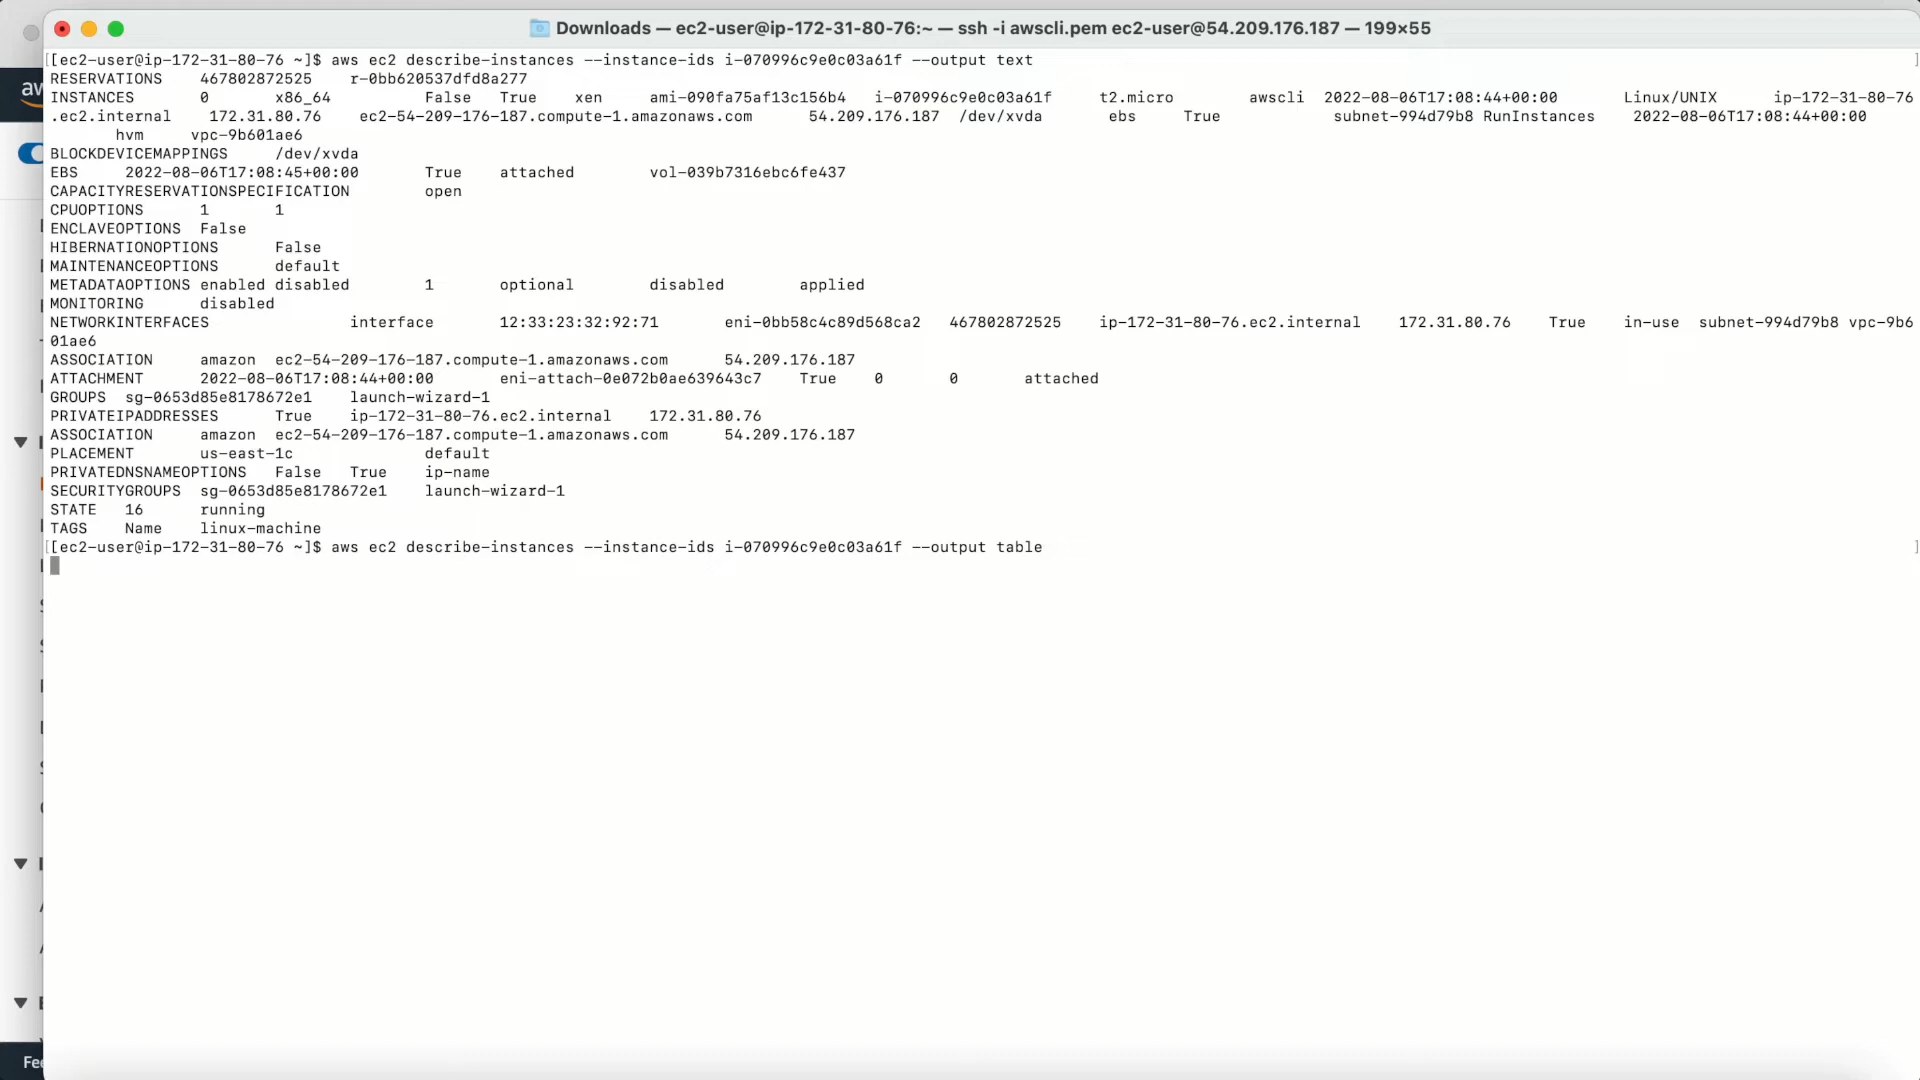 Downloads — ec2-user@ip-172-31-80-76:~ — ssh -i awscli.pem ec2-user@54.209.176.187 — 199×55
[[ec2-user@ip-172-31-80-76 ~]$ aws ec2 describe-instances --instance-ids i-070996c9e0c03a61f --output text ]
RESERVATIONS 467802872525 r-0bb620537dfd8a277
INSTANCES 0 x86_64 False True xen ami-090fa75af13c156b4 i-070996c9e0c03a61f t2.micro awscli 2022-08-06T17:08:44+00:00 Linux/UNIX ip-172-31-80-76
.ec2.internal 172.31.80.76 ec2-54-209-176-187.compute-1.amazonaws.com 54.209.176.187 /dev/xvda ebs True subnet-994d79b8 RunInstances 2022-08-06T17:08:44+00:00
hvm vpc-9b601ae6
BLOCKDEVICEMAPPINGS /dev/xvda
EBS 2022-08-06T17:08:45+00:00 True attached vol-039b7316ebc6fe437
CAPACITYRESERVATIONSPECIFICATION open
CPUOPTIONS 1 1
ENCLAVEOPTIONS False
HIBERNATIONOPTIONS False
MAINTENANCEOPTIONS default
METADATAOPTIONS enabled disabled 1 optional disabled applied
MONITORING disabled
NETWORKINTERFACES interface 12:33:23:32:92:71 eni-0bb58c4c89d568ca2 467802872525 ip-172-31-80-76.ec2.internal 172.31.80.76 True in-use subnet-994d79b8 vpc-9b6
01ae6
ASSOCIATION amazon ec2-54-209-176-187.compute-1.amazonaws.com 54.209.176.187
ATTACHMENT 2022-08-06T17:08:44+00:00 eni-attach-0e072b0ae639643c7 True 0 0 attached
GROUPS sg-0653d85e8178672e1 launch-wizard-1
PRIVATEIPADDRESSES True ip-172-31-80-76.ec2.internal 172.31.80.76
ASSOCIATION amazon ec2-54-209-176-187.compute-1.amazonaws.com 54.209.176.187
PLACEMENT us-east-1c default
PRIVATEDNSNAMEOPTIONS False True ip-name
SECURITYGROUPS sg-0653d85e8178672e1 launch-wizard-1
STATE 16 running
TAGS Name linux-machine
[[ec2-user@ip-172-31-80-76 ~]$ aws ec2 describe-instances --instance-ids i-070996c9e0c03a61f --output table ]